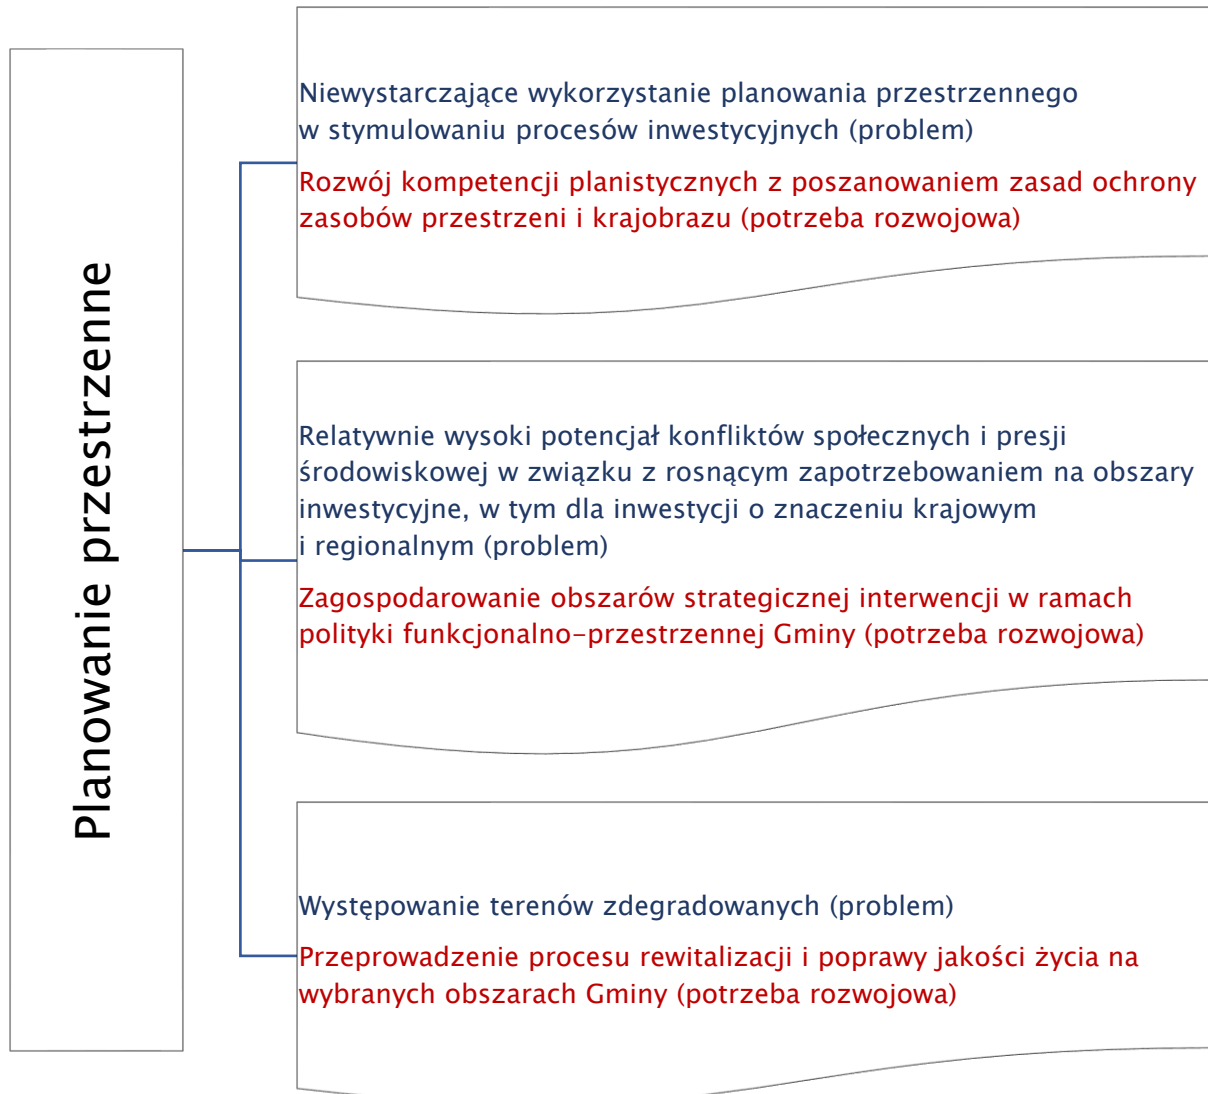 Planowanie przestrzenne
Niewystarczające wykorzystanie planowania przestrzennego
w stymulowaniu procesów inwestycyjnych (problem)
Rozwój kompetencji planistycznych z poszanowaniem zasad ochrony
zasobów przestrzeni i krajobrazu (potrzeba rozwojowa)
Relatywnie wysoki potencjał konfliktów społecznych i presji
środowiskowej w związku z rosnącym zapotrzebowaniem na obszary
inwestycyjne, w tym dla inwestycji o znaczeniu krajowym
i regionalnym (problem)
Zagospodarowanie obszarów strategicznej interwencji w ramach
polityki funkcjonalno-przestrzennej Gminy (potrzeba rozwojowa)
Występowanie terenów zdegradowanych (problem)
Przeprowadzenie procesu rewitalizacji i poprawy jakości życia na
wybranych obszarach Gminy (potrzeba rozwojowa)